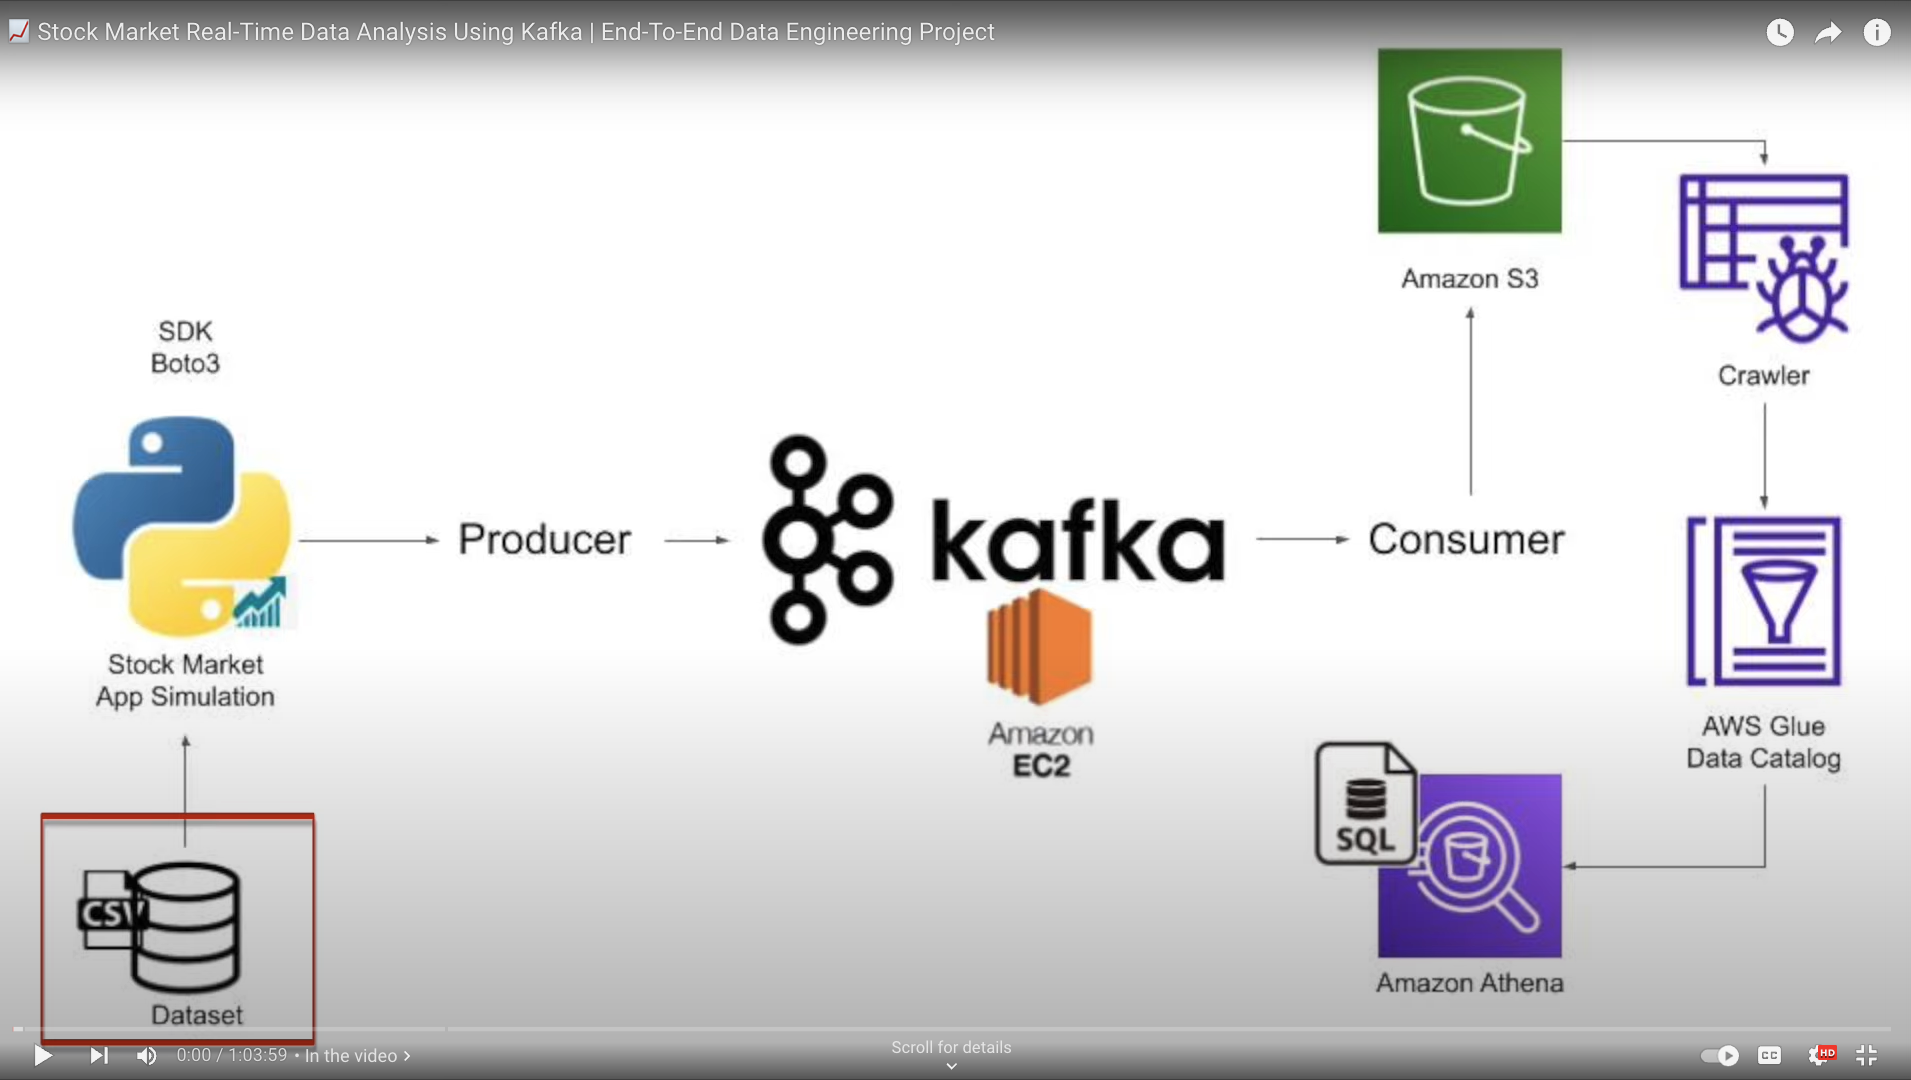 Stock Market Real-Time Data Analysis Using Kafka | End-To-End Data Engineering Project
Amazon S3
Crawler
SDK
Boto3
Producer
kafka
Consumer
Stock Market
App Simulation
Amazon
EC2
AWS Glue
Data Catalog
SQL
CSV
Amazon Athena
Dataset
0:00 / 1:03:59 • In the video >
Scroll for details
CC
HD